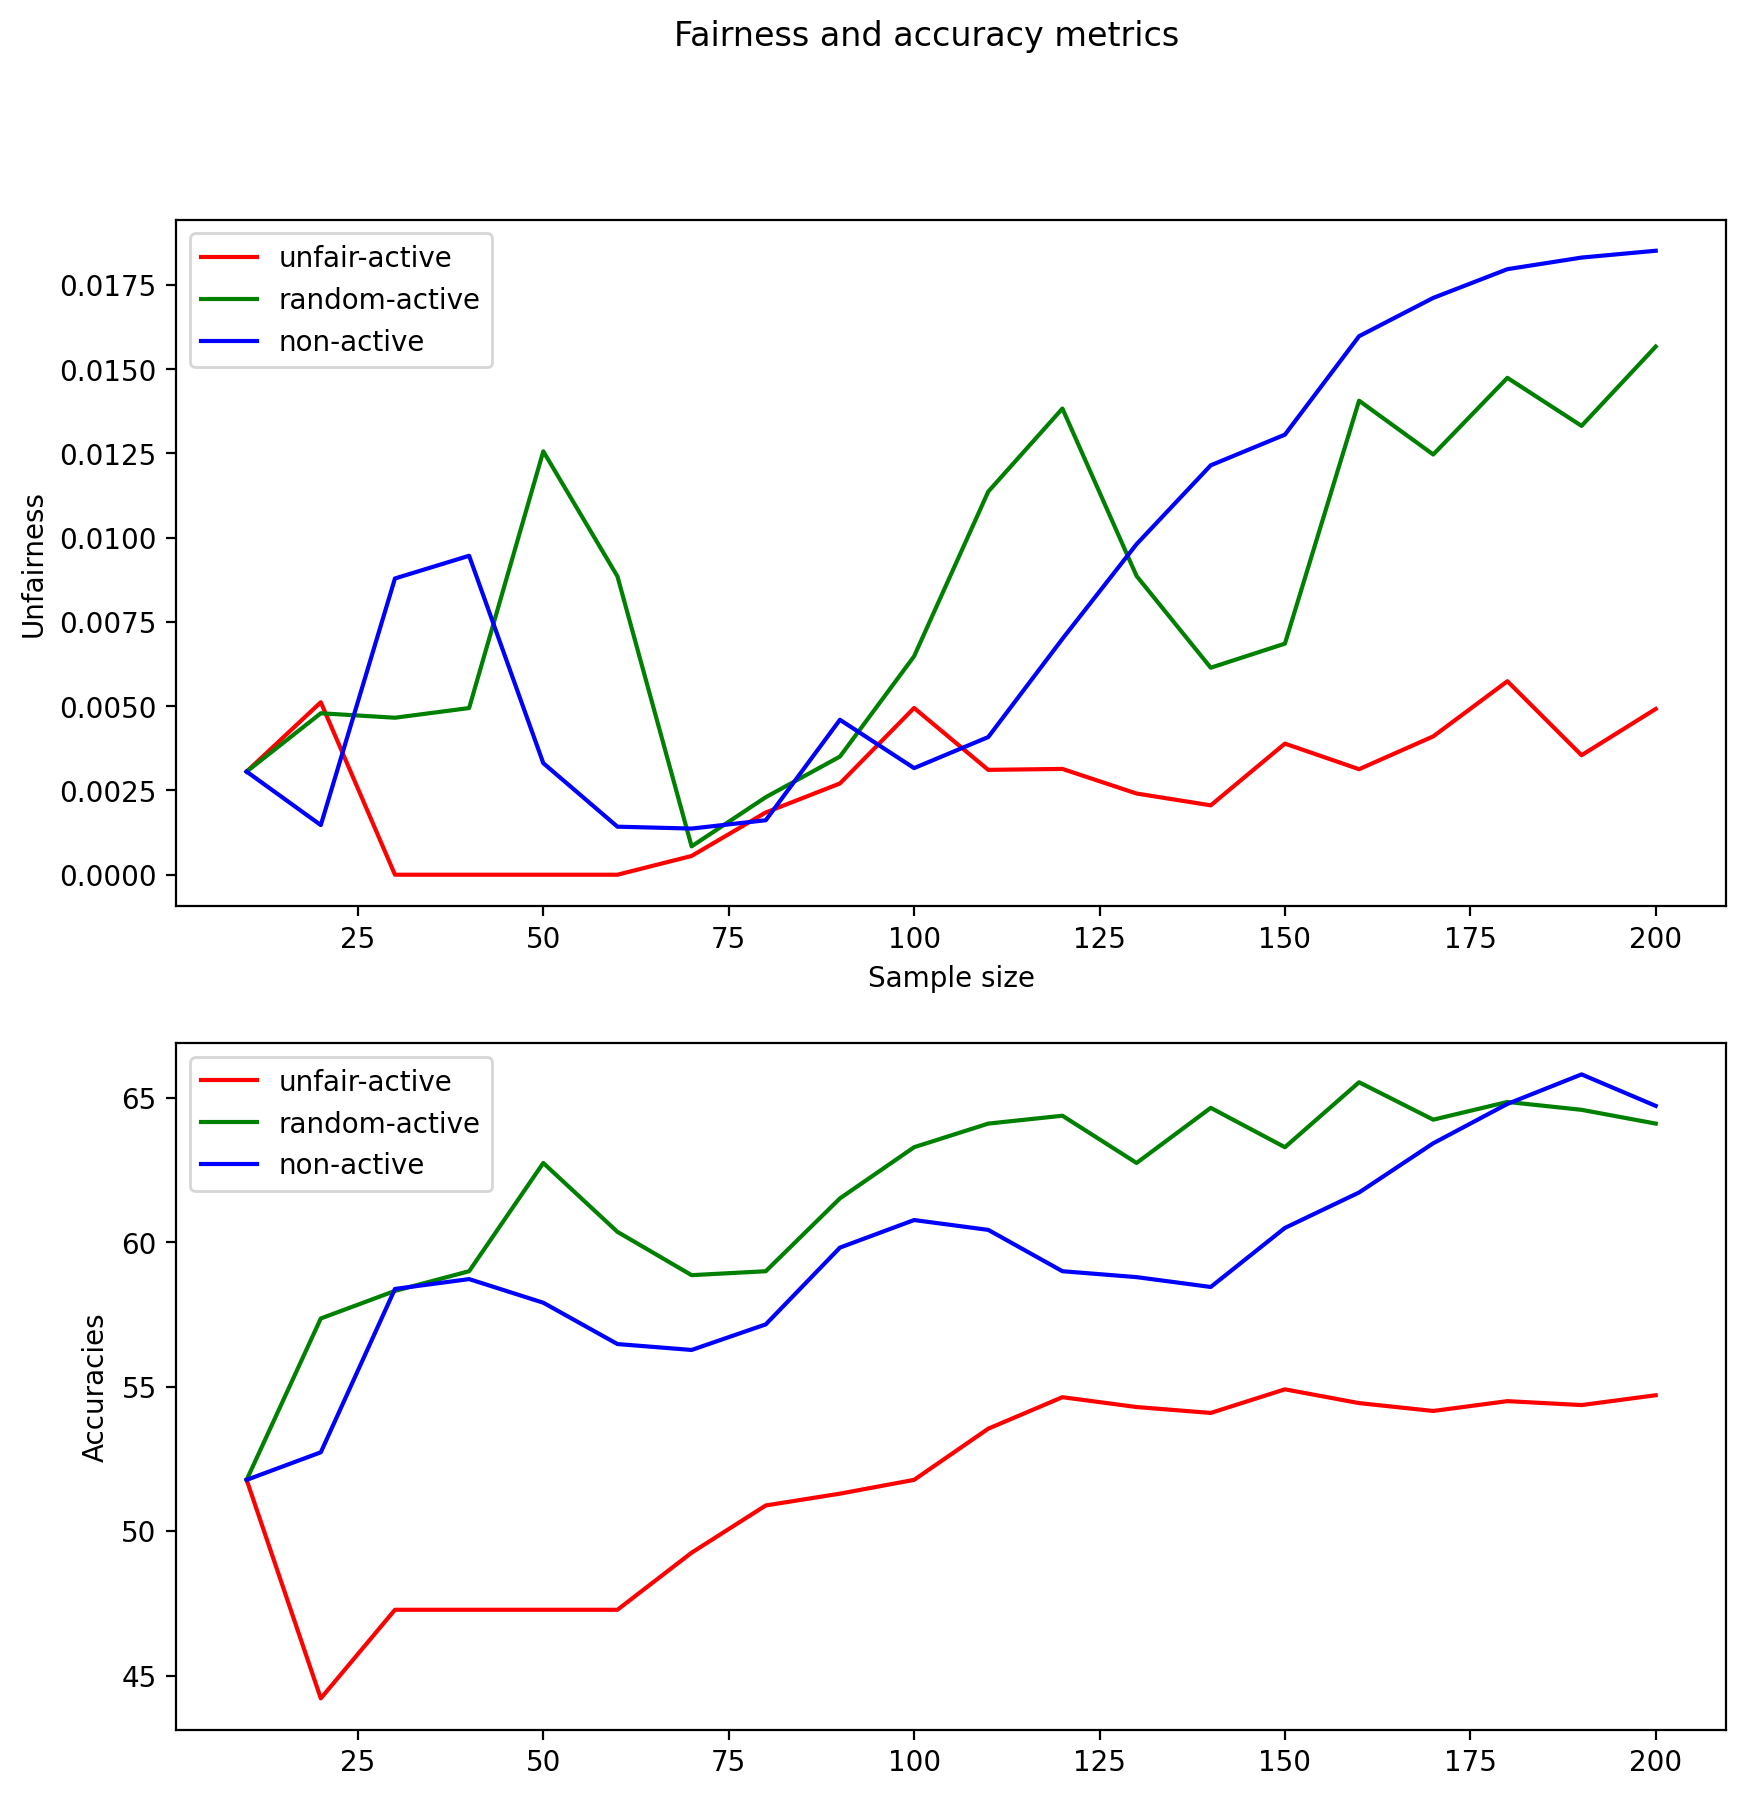 Fairness and accuracy metrics
unfair-active
random-active
non-active
0.0175
0.0150
0.0125
0.0100
0.0075
0.0050
0.0025
0.0000
Unfairness
25 50 75 100 125 150 175 200
Sample size
unfair-active
random-active
non-active
65
60
55
50
45
Accuracies
25 50 75 100 125 150 175 200